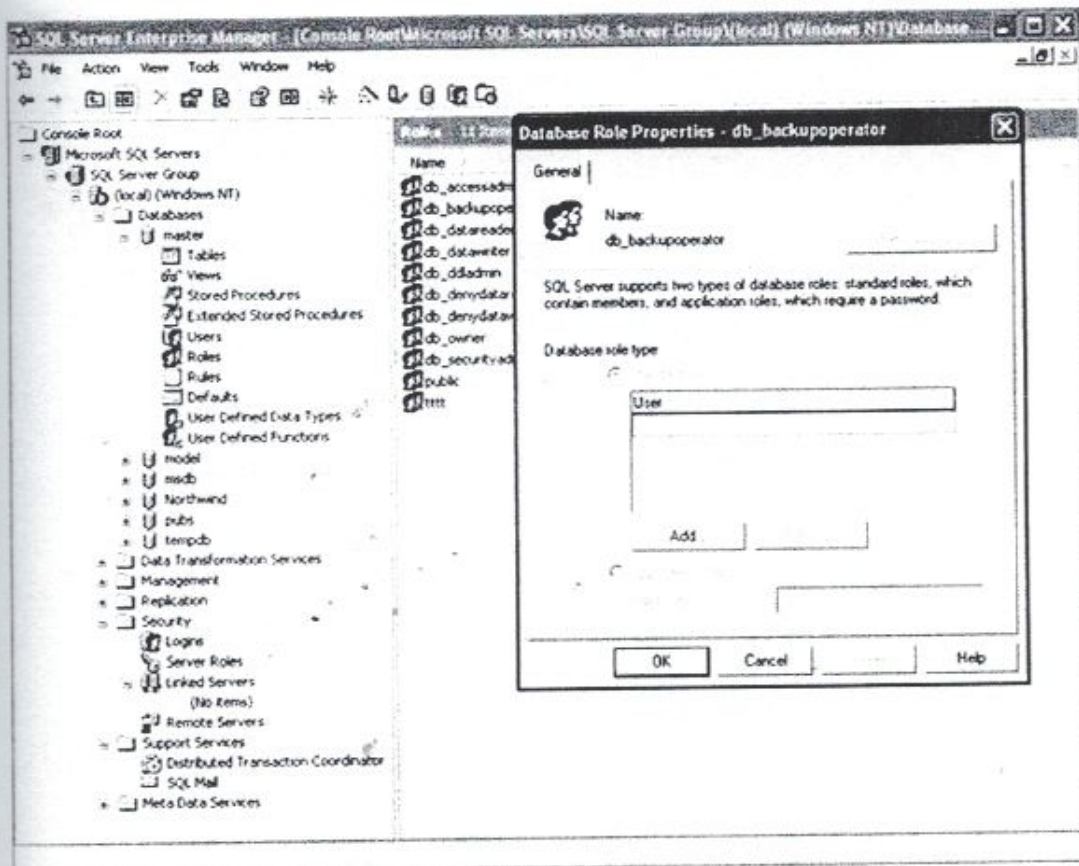 SQL Server Enterprise Manager - [Console Root\Microsoft SQL Servers\SQL Server Group\(local) (Windows NT)\Database
File Action View Tools Window Help
Console Root
Microsoft SQL Servers
SQL Server Group
(local) (Windows NT)
Databases
master
Tables
Views
Stored Procedures
Extended Stored Procedures
Users
Roles
Rules
Defaults
User Defined Data Types
User Defined Functions
model
msdb
Northwind
pubs
tempdb
Data Transformation Services
Management
Replication
Security
Logins
Server Roles
Linked Servers
(No items)
Remote Servers
Support Services
Distributed Transaction Coordinator
SQL Mail
Meta Data Services
Roles 11
Name
db_accessadm
db_backupope
db_datareader
db_datawriter
db_ddladmin
db_denydatar
db_denydataw
db_owner
db_securityad
public
tttt
Database Role Properties - db_backupoperator
General
Name:
db_backupoperator
SQL Server supports two types of database roles: standard roles, which
contain members, and application roles, which require a password.
Database role type:
User
Add
OK Cancel Help